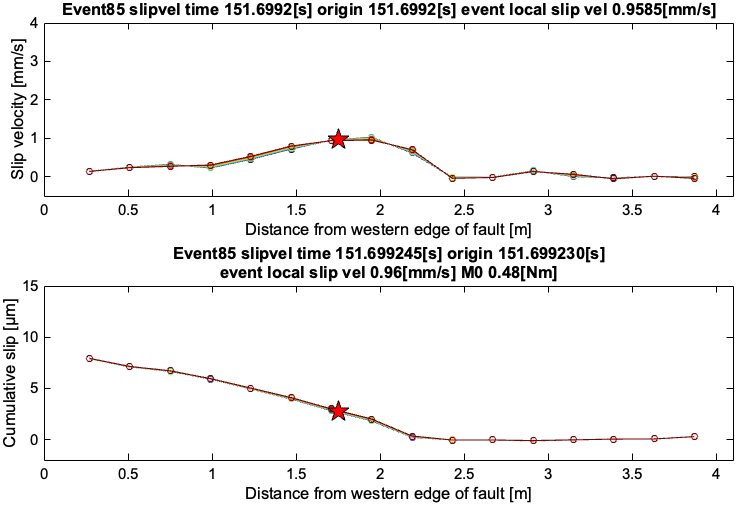 Event85 slipvel time 151.6992[s] origin 151.6992[s] event local slip vel 0.9585[mm/s]
Slip velocity [mm/s]
4
3
2
1
0
0 0.5 1 1.5 2 2.5 3 3.5 4
Distance from western edge of fault [m]
Event85 slipvel time 151.699245[s] origin 151.699230[s]
event local slip vel 0.96[mm/s] M0 0.48[Nm]
Cumulative slip [μm]
15
10
5
0
0 0.5 1 1.5 2 2.5 3 3.5 4
Distance from western edge of fault [m]